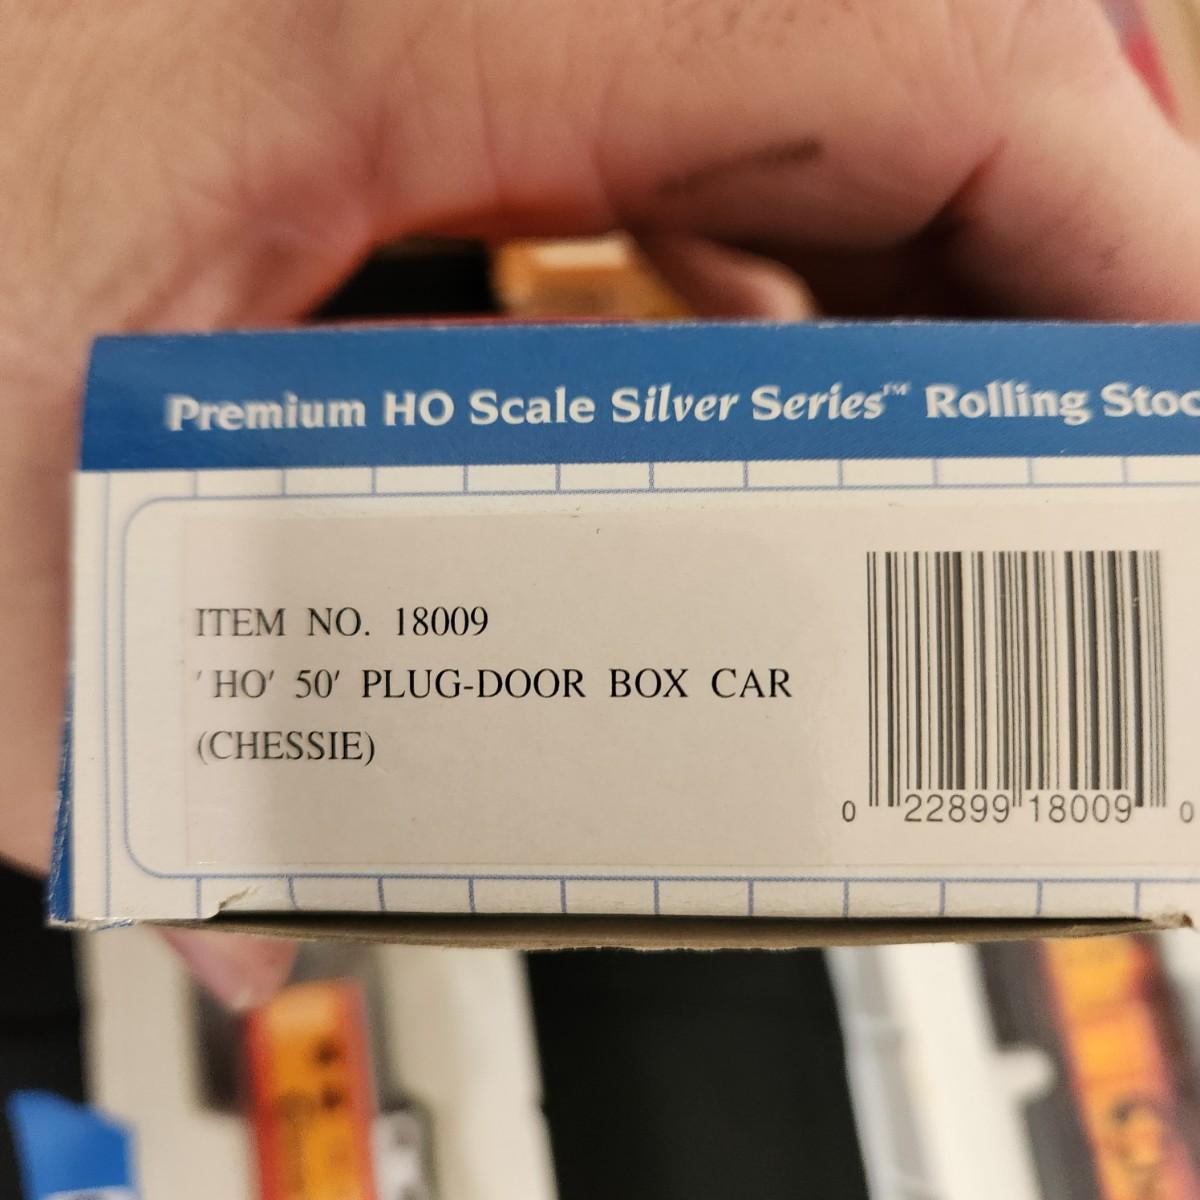 Premium HO Scale Silver Series™ Rolling Stoc
ITEM NO. 18009
'HO' 50' PLUG-DOOR BOX CAR
(CHESSIE)
0 22899 18009 0